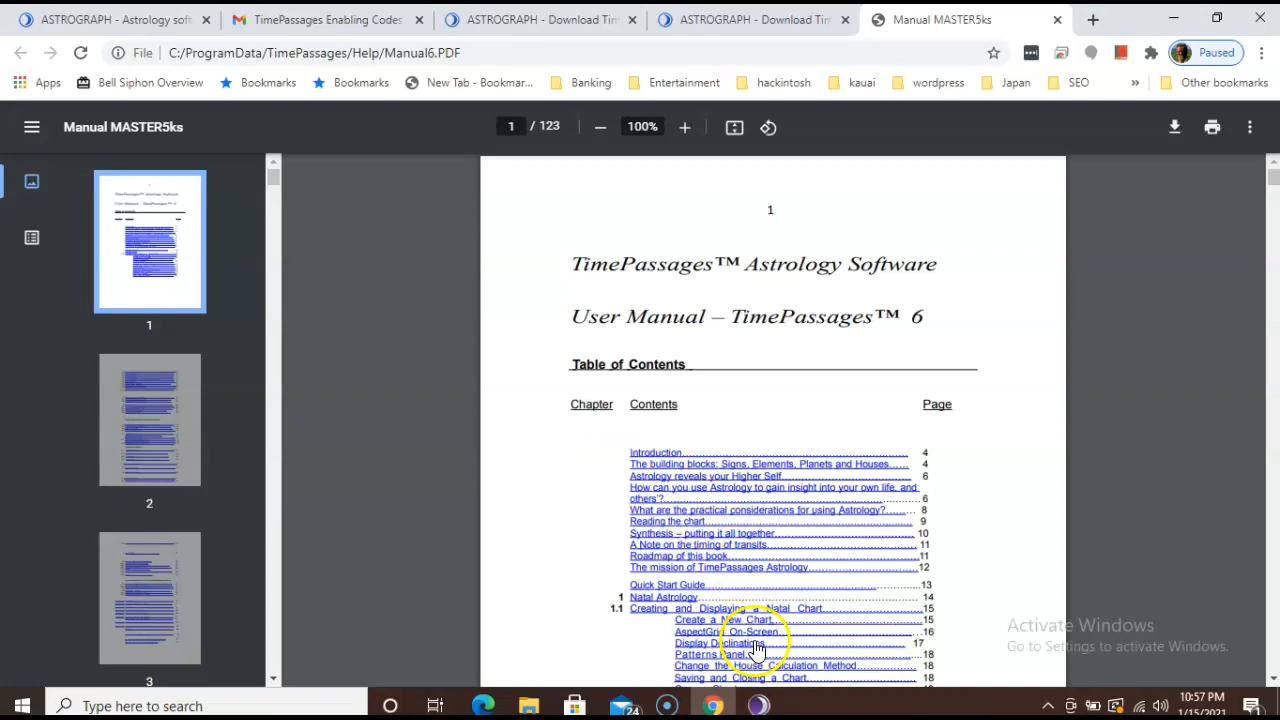 ASTROGRAPH - Astrology soft
TimePassages Enabling Codes
ASTROGRAPH - Download Tim
ASTROGRAPH - Download Tim
Manual MASTER5ks
File
C:/ProgramData/TimePassages/Help/Manual6.PDF
Paused
Apps
Bell Siphon Overview
Bookmarks
Bookmarks
New Tab - Bookmar...
Banking
Entertainment
hackintosh
kauai
wordpress
Japan
SEO
»
Other bookmarks
Manual MASTER5ks
1 / 123
100%
1
2
3
1
TimePassages™ Astrology Software
User Manual – TimePassages™ 6
Table of Contents
Chapter Contents Page
Introduction 4
The building blocks: Signs, Elements, Planets and Houses...... 4
Astrology reveals your Higher Self 6
How can you use Astrology to gain insight into your own life, and
others'? 6
What are the practical considerations for using Astrology? 8
Reading the chart 9
Synthesis – putting it all together 10
A Note on the timing of transits 11
Roadmap of this book 11
The mission of TimePassages Astrology 12
Quick Start Guide 13
1 Natal Astrology 14
1.1 Creating and Displaying a Natal Chart 15
Create a New Chart 15
AspectGrid On-Screen 16
Display Declinations 17
Patterns Panel 18
Change the House Calculation Method 18
Saving and Closing a Chart 18
Activate Windows
Go to Settings to activate Windows.
Type here to search
24
10:57 PM
1/15/2021